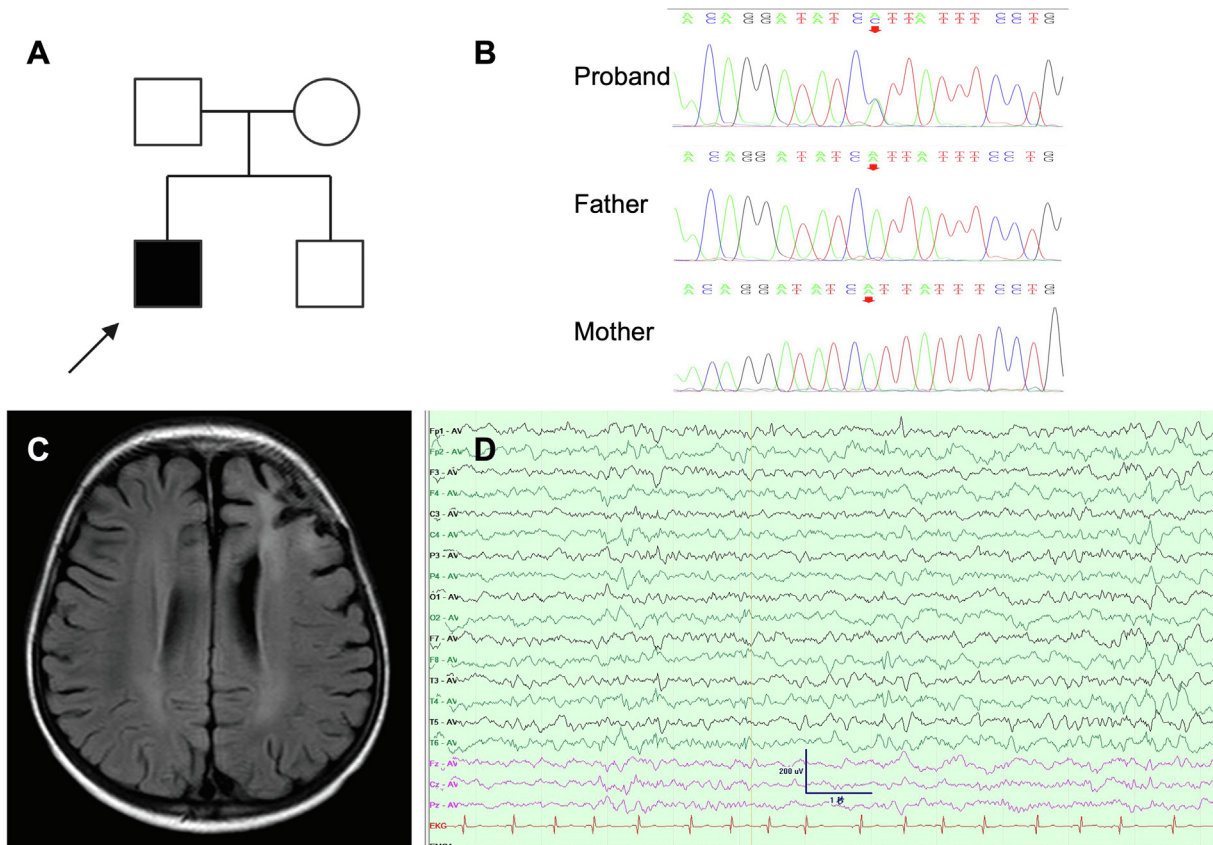 A
B
A C A G G A T A T C T T A T T T C C T G
Proband
A C A G G A T A T C A T T A T T T C C T G
Father
A C A G G A T A T C A T T A T T T C C T G
Mother
C
D
Fp1 - AV
Fp2 - AV
F3 - AV
F4 - AV
C3 - AV
C4 - AV
P3 - AV
P4 - AV
O1 - AV
O2 - AV
F7 - AV
F8 - AV
T3 - AV
T4 - AV
T5 - AV
T6 - AV
Fz - AV
Cz - AV
Pz - AV
EKG
200 uV
1 秒